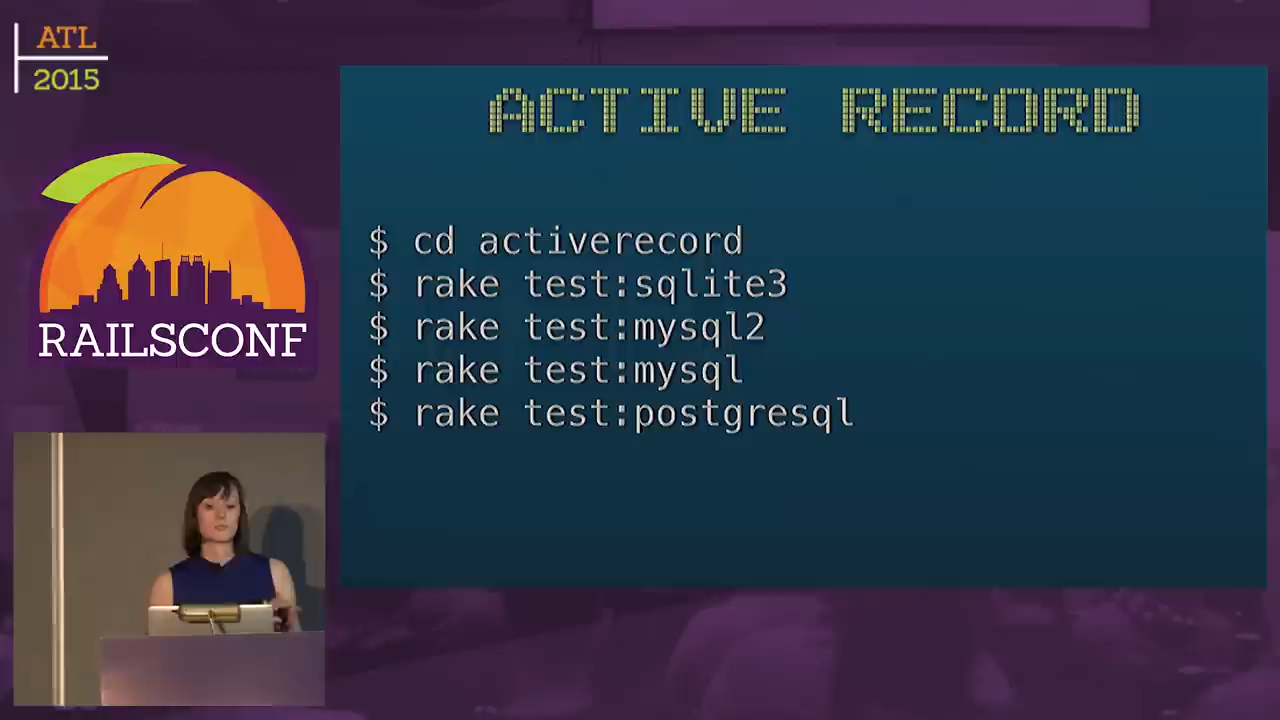 ATL
2015
RAILSCONF
ACTIVE RECORD
$ cd activerecord
$ rake test:sqlite3
$ rake test:mysql2
$ rake test:mysql
$ rake test:postgresql